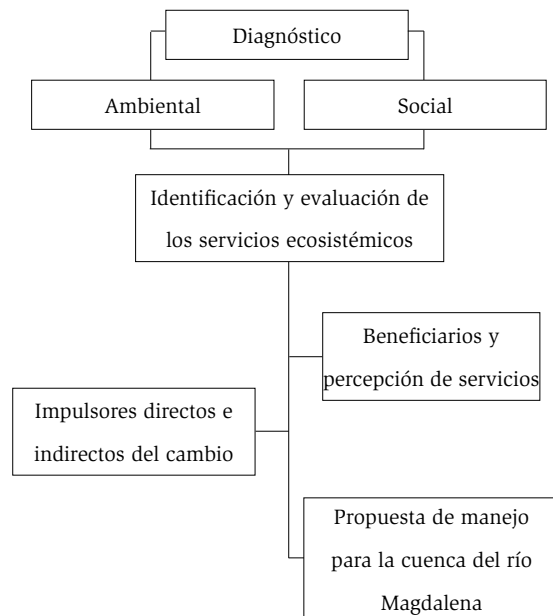 Diagnóstico
Ambiental
Social
Identificación y evaluación de
los servicios ecosistémicos
Beneficiarios y
percepción de servicios
Impulsores directos e
indirectos del cambio
Propuesta de manejo
para la cuenca del río
Magdalena